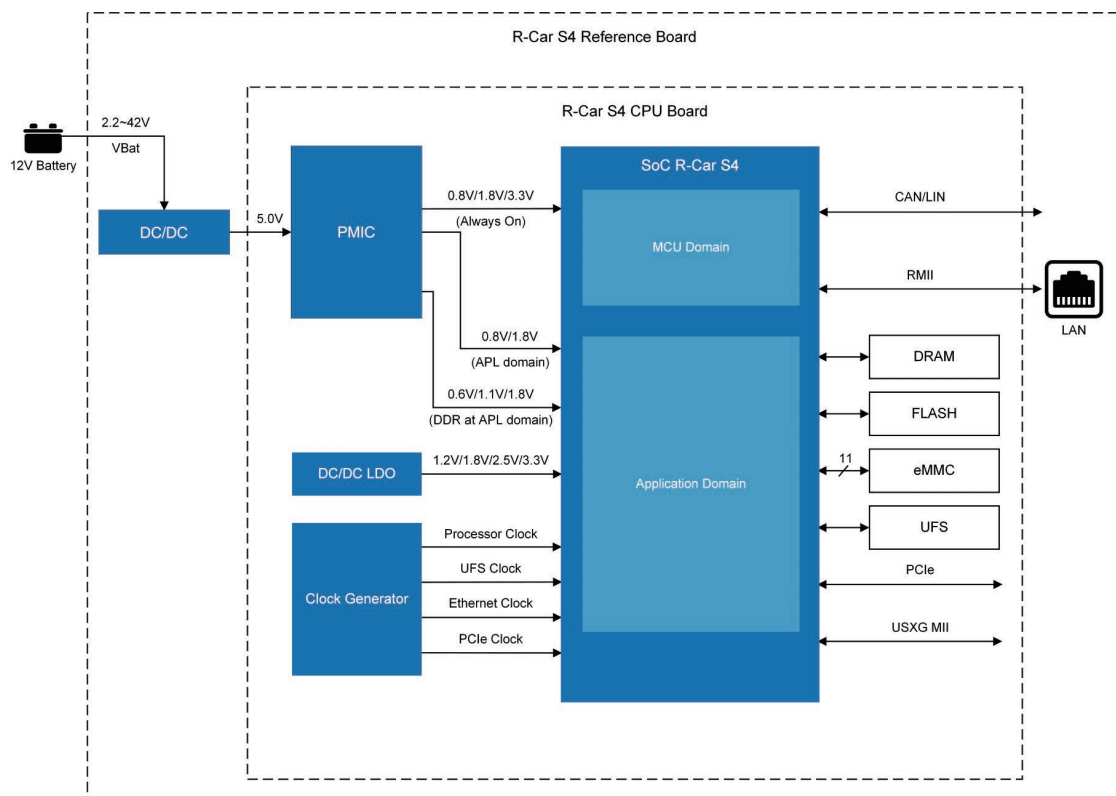 R-Car S4 Reference Board
R-Car S4 CPU Board
2.2~42V
VBat
12V Battery
DC/DC
5.0V
PMIC
0.8V/1.8V/3.3V
(Always On)
0.8V/1.8V
(APL domain)
0.6V/1.1V/1.8V
(DDR at APL domain)
DC/DC LDO
1.2V/1.8V/2.5V/3.3V
Clock Generator
Processor Clock
UFS Clock
Ethernet Clock
PCIe Clock
SoC R-Car S4
MCU Domain
Application Domain
CAN/LIN
RMII
LAN
DRAM
FLASH
11
eMMC
UFS
PCIe
USXG MII